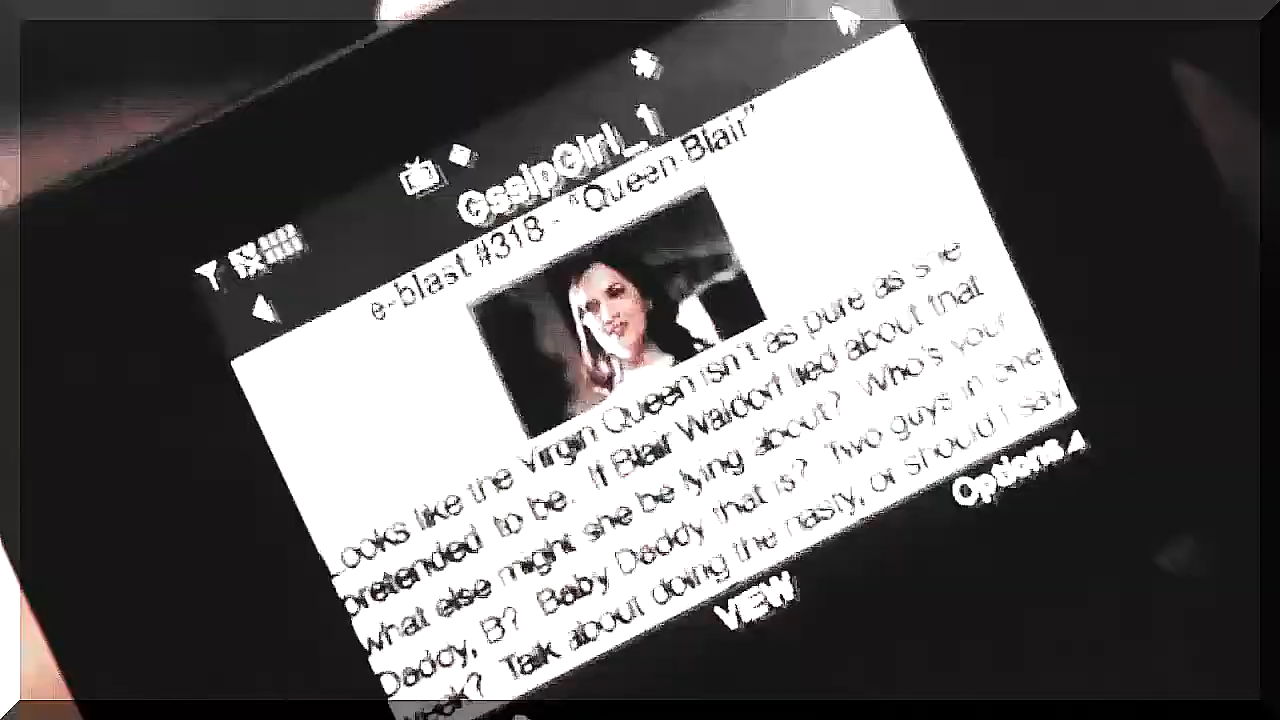 GssipGirl_1
e-blast #318 - "Queen Blair"
Looks like the Virgin Queen isn't as pure as she
pretended to be. If Blair Waldorf lied about that
what else might she be lying about? Who's your
Daddy, B? Baby Daddy that is? Two guys in one
week? Talk about doing the nasty, or should I say
VIEW
Options